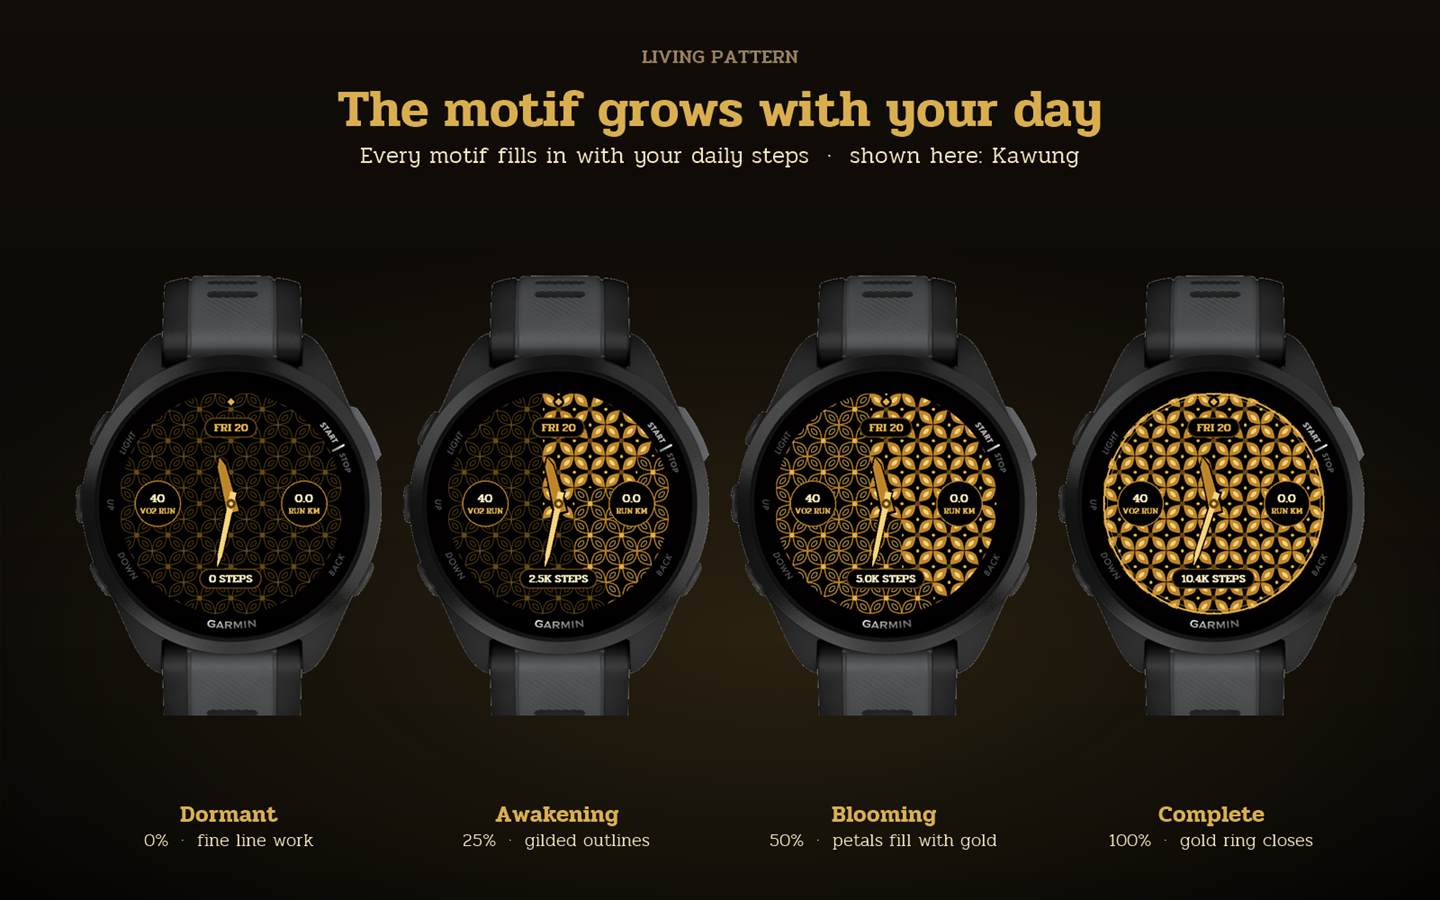 LIVING PATTERN
The motif grows with your day
Every motif fills in with your daily steps · shown here: Kawung
LIGHT
START
STOP
FRI 20
UP
40
VO2 RUN
0.0
RUN KM
DOWN
BACK
0 STEPS
GARMIN
LIGHT
START
STOP
FRI 20
UP
40
VO2 RUN
0.0
RUN KM
DOWN
BACK
2.5K STEPS
GARMIN
LIGHT
START
STOP
FRI 20
UP
40
VO2 RUN
0.0
RUN KM
DOWN
BACK
5.0K STEPS
GARMIN
LIGHT
START
STOP
FRI 20
UP
40
VO2 RUN
0.0
RUN KM
DOWN
BACK
10.4K STEPS
GARMIN
Dormant
0% · fine line work
Awakening
25% · gilded outlines
Blooming
50% · petals fill with gold
Complete
100% · gold ring closes